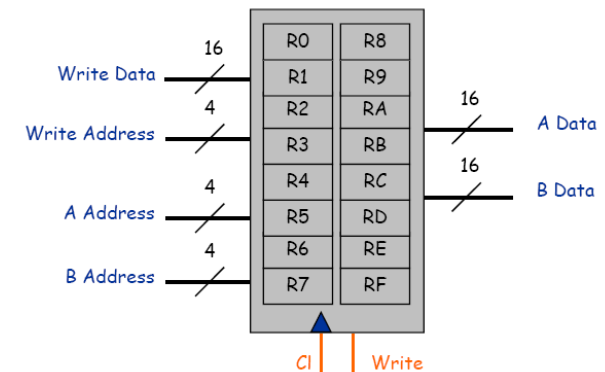 16
Write Data
4
Write Address
4
A Address
4
B Address
R0 R8
R1 R9
R2 RA
R3 RB
R4 RC
R5 RD
R6 RE
R7 RF
16
A Data
16
B Data
Cl Write